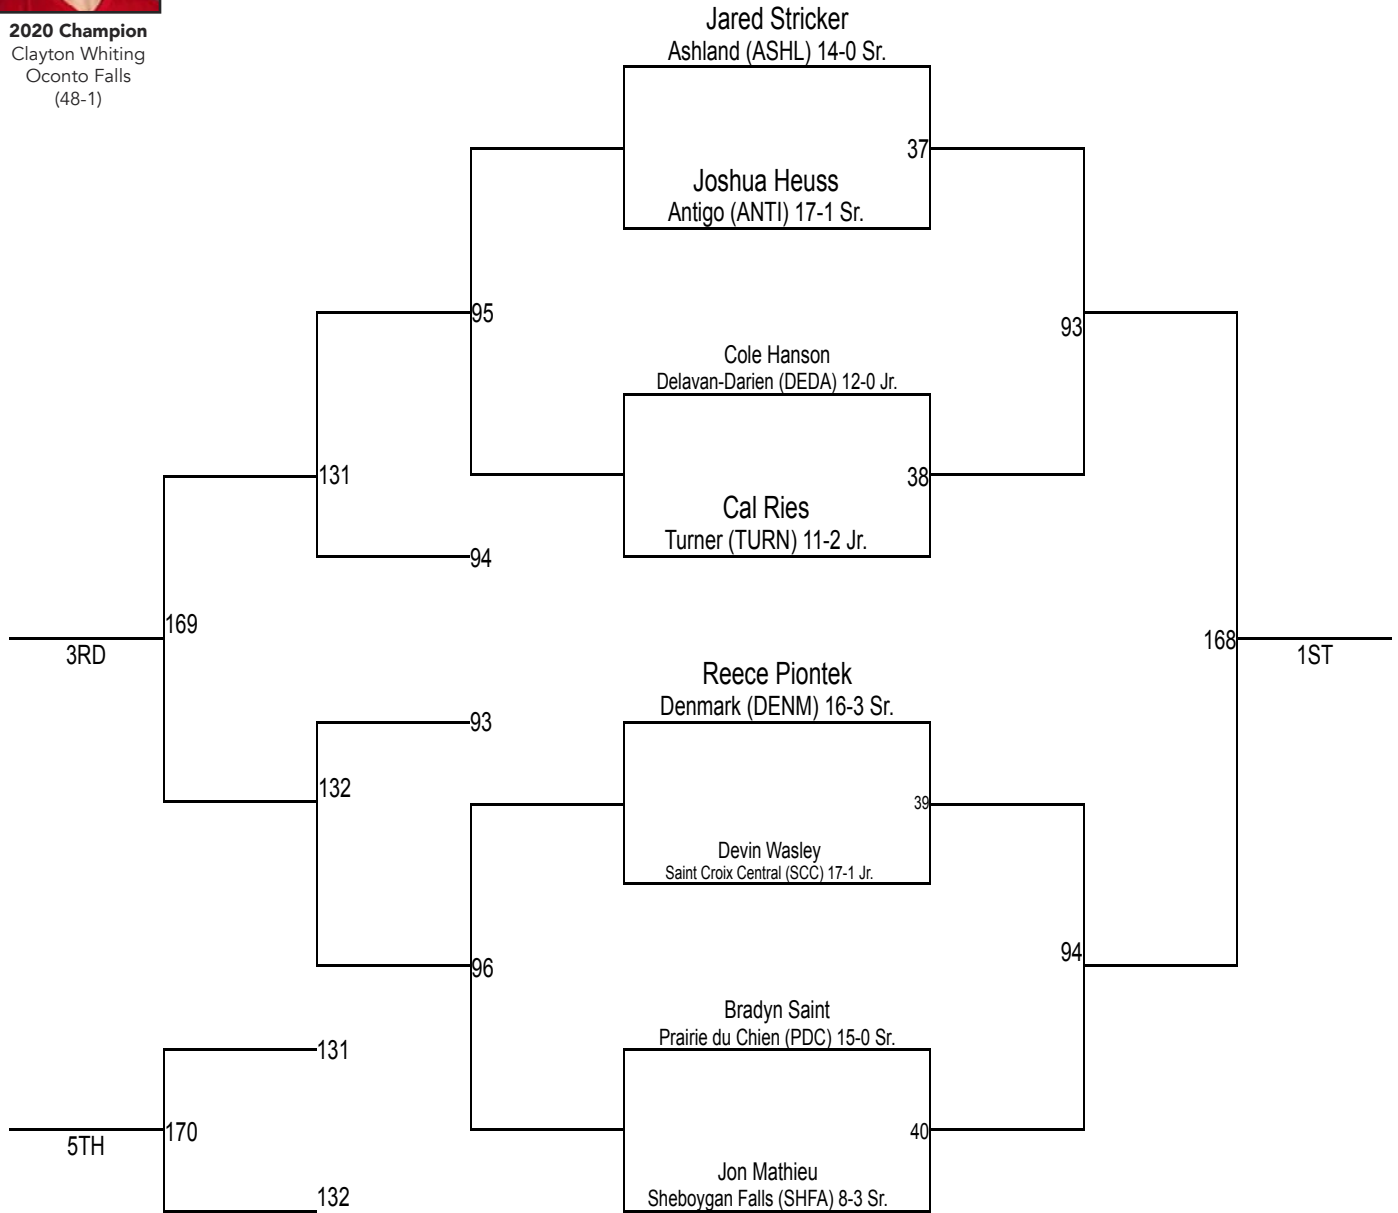 2020 Champion
Clayton Whiting
Oconto Falls
(48-1)
Jared Stricker
Ashland (ASHL) 14-0 Sr.
37
Joshua Heuss
Antigo (ANTI) 17-1 Sr.
95
93
Cole Hanson
Delavan-Darien (DEDA) 12-0 Jr.
131
38
Cal Ries
Turner (TURN) 11-2 Jr.
94
169
3RD
168
1ST
Reece Piontek
Denmark (DENM) 16-3 Sr.
93
132
39
Devin Wasley
Saint Croix Central (SCC) 17-1 Jr.
96
94
Bradyn Saint
Prairie du Chien (PDC) 15-0 Sr.
131
170
5TH
40
Jon Mathieu
Sheboygan Falls (SHFA) 8-3 Sr.
132